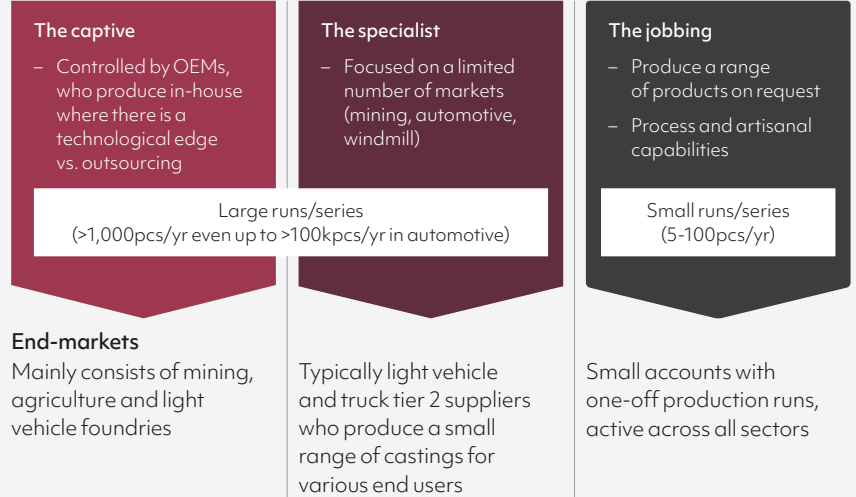 The captive
– Controlled by OEMs,
who produce in-house
where there is a
technological edge
vs. outsourcing
The specialist
– Focused on a limited
number of markets
(mining, automotive,
windmill)
Large runs/series
(>1,000pcs/yr even up to >100kpcs/yr in automotive)
The jobbing
– Produce a range
of products on request
– Process and artisanal
capabilities
Small runs/series
(5-100pcs/yr)
End-markets
Mainly consists of mining,
agriculture and light
vehicle foundries
Typically light vehicle
and truck tier 2 suppliers
who produce a small
range of castings for
various end users
Small accounts with
one-off production runs,
active across all sectors